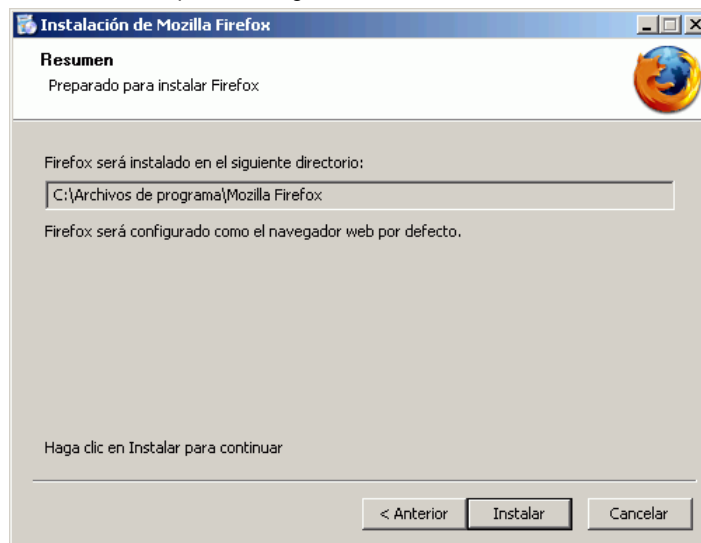 Instalación de Mozilla Firefox
Resumen
Preparado para instalar Firefox
Firefox será instalado en el siguiente directorio:
C:\Archivos de programa\Mozilla Firefox
Firefox será configurado como el navegador web por defecto.
Haga clic en Instalar para continuar
< Anterior Instalar Cancelar